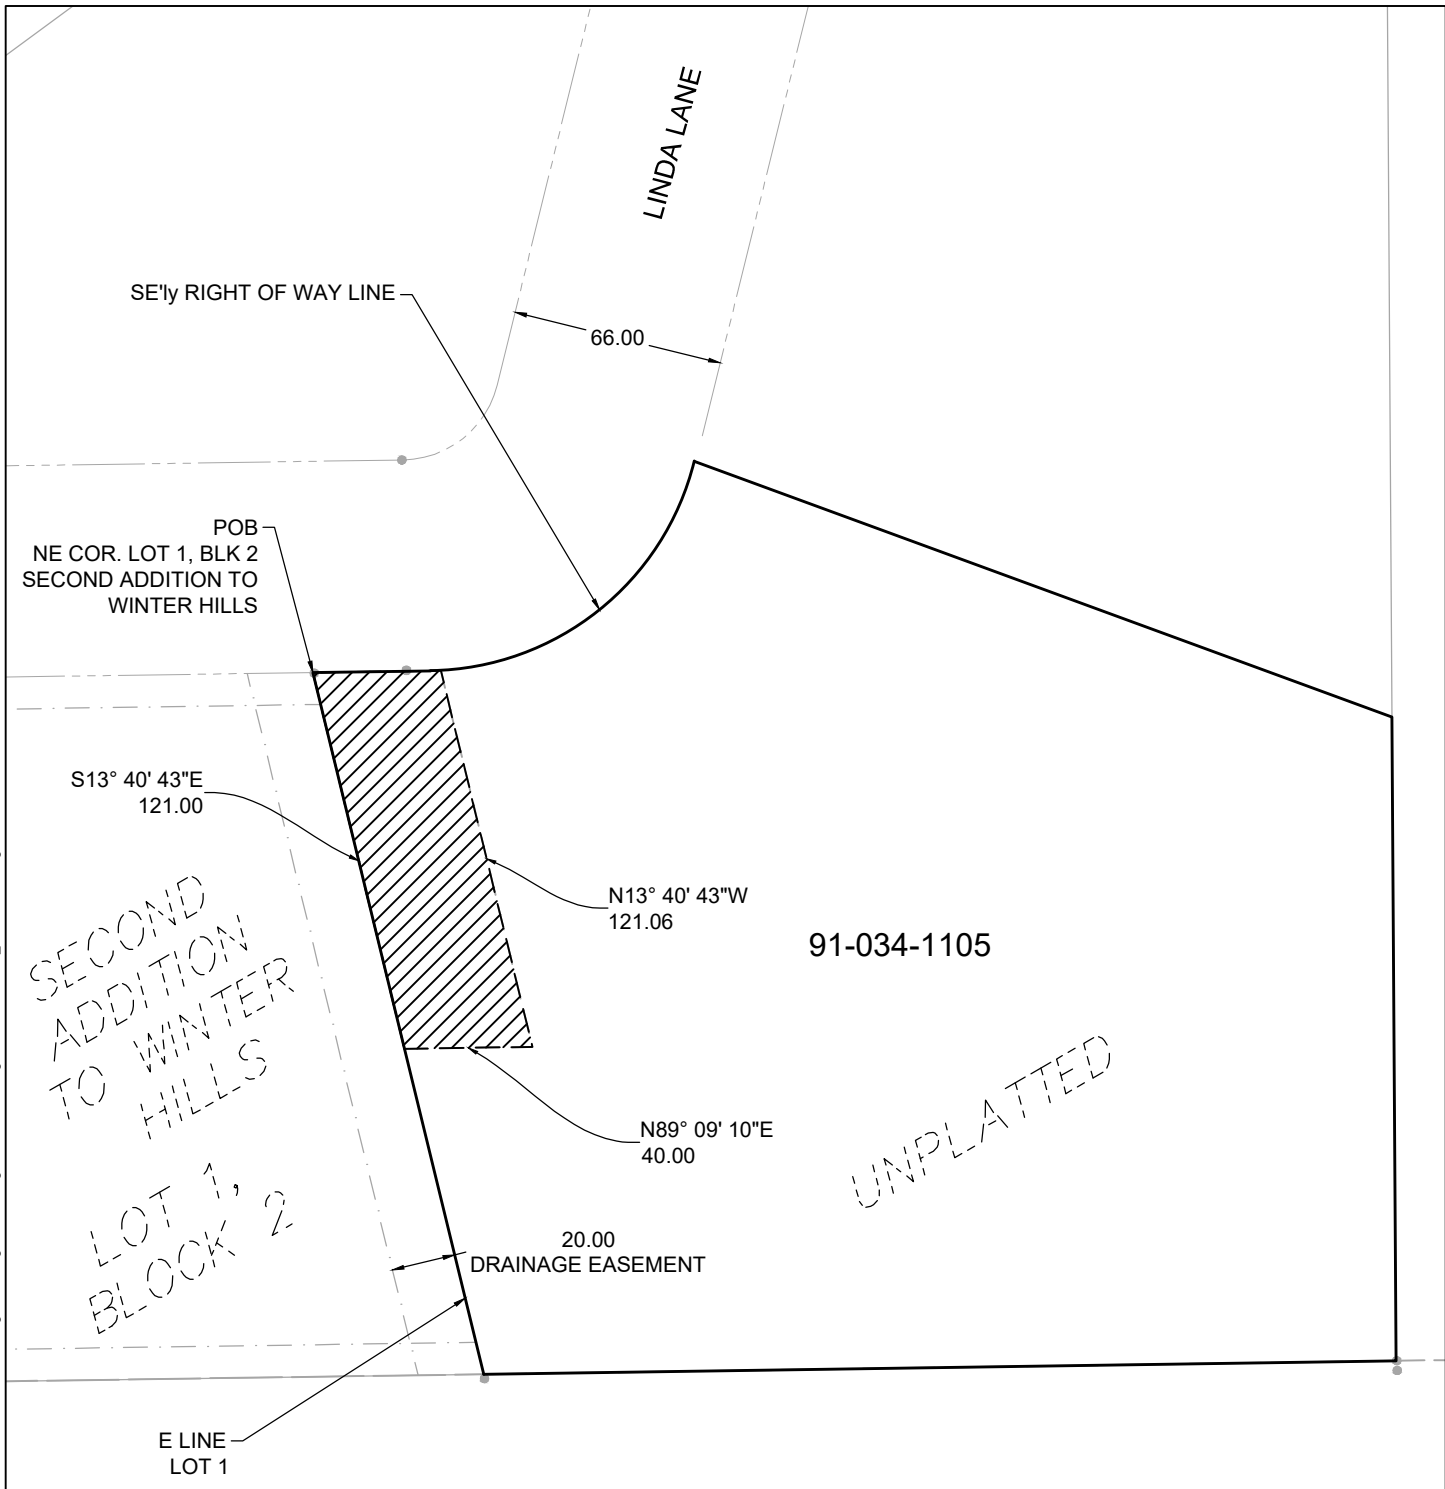 LINDA LANE
SE'ly RIGHT OF WAY LINE
66.00
POB
NE COR. LOT 1, BLK 2
SECOND ADDITION TO
WINTER HILLS
S13° 40' 43"E
121.00
N13° 40' 43"W
121.06
91-034-1105
SECOND
ADDITION
TO WINTER
HILLS
LOT 1,
BLOCK 2
UNPLATTED
N89° 09' 10"E
40.00
20.00
DRAINAGE EASEMENT
E LINE
LOT 1